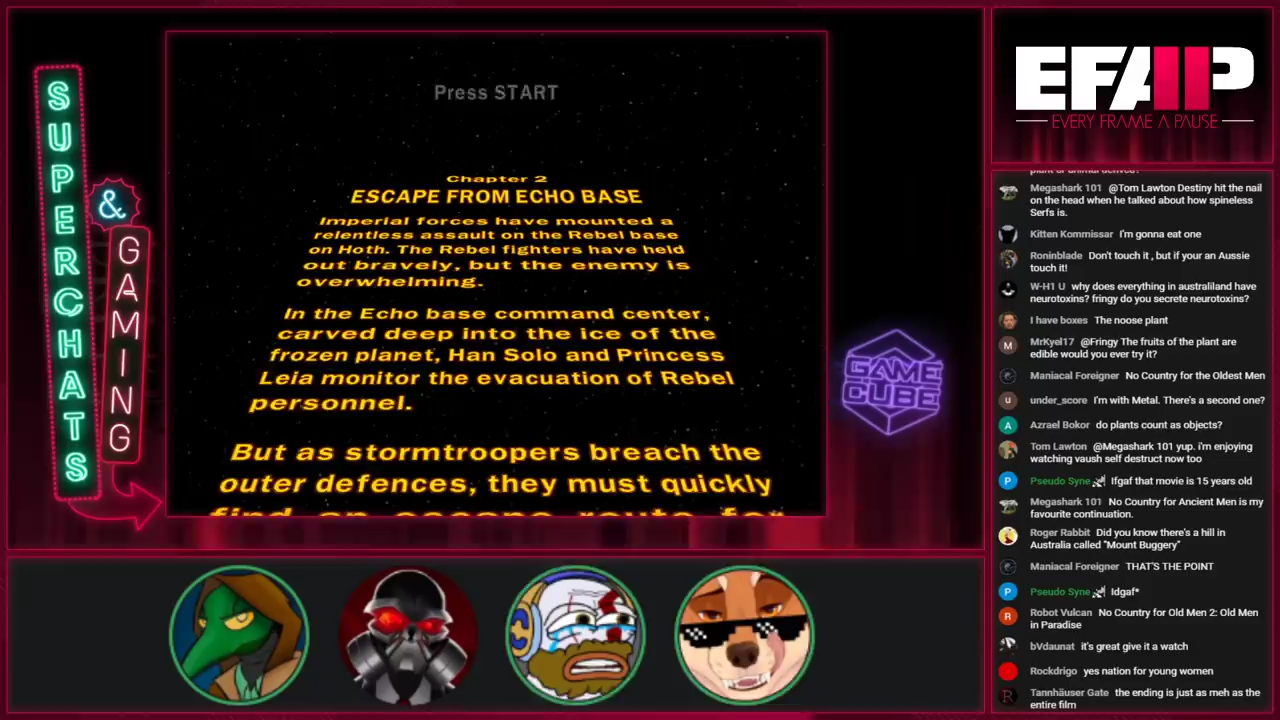 SUPERCHATS
&
GAMING
Press START
Chapter 2
ESCAPE FROM ECHO BASE
Imperial forces have mounted a
relentless assault on the Rebel base
on Hoth. The Rebel fighters have held
out bravely, but the enemy is
overwhelming.
In the Echo base command center,
carved deep into the ice of the
frozen planet, Han Solo and Princess
Leia monitor the evacuation of Rebel
personnel.
But as stormtroopers breach the
outer defences, they must quickly
find an escape route for
GAME
CUBE
EFAP
EVERY FRAME A PAUSE
plant or animal derived?
Megashark 101 @Tom Lawton Destiny hit the nail
on the head when he talked about how spineless
Serfs is.
Kitten Kommissar I'm gonna eat one
Roninblade Don't touch it , but if your an Aussie
touch it!
W-H1 U why does everything in austrailiand have
neurotoxins? fringy do you secrete neurotoxins?
I have boxes The noose plant
M
MrKyel17 @Fringy The fruits of the plant are
edible would you ever try it?
Maniacal Foreigner No Country for the Oldest Men
u
under_score I'm with Metal. There's a second one?
A
Azrael Bokor do plants count as objects?
Tom Lawton @Megashark 101 yup. i'm enjoying
watching vaush self destruct now too
P
Pseudo Syne Ifgaf that movie is 15 years old
Megashark 101 No Country for Ancient Men is my
favourite continuation.
Roger Rabbit Did you know there's a hill in
Australia called "Mount Buggery"
Maniacal Foreigner THAT'S THE POINT
P
Pseudo Syne Idgaf*
R
Robot Vulcan No Country for Old Men 2: Old Men
in Paradise
bVdaunat it's great give it a watch
Rockdrigo yes nation for young women
R
Tannhäuser Gate the ending is just as meh as the
entire film